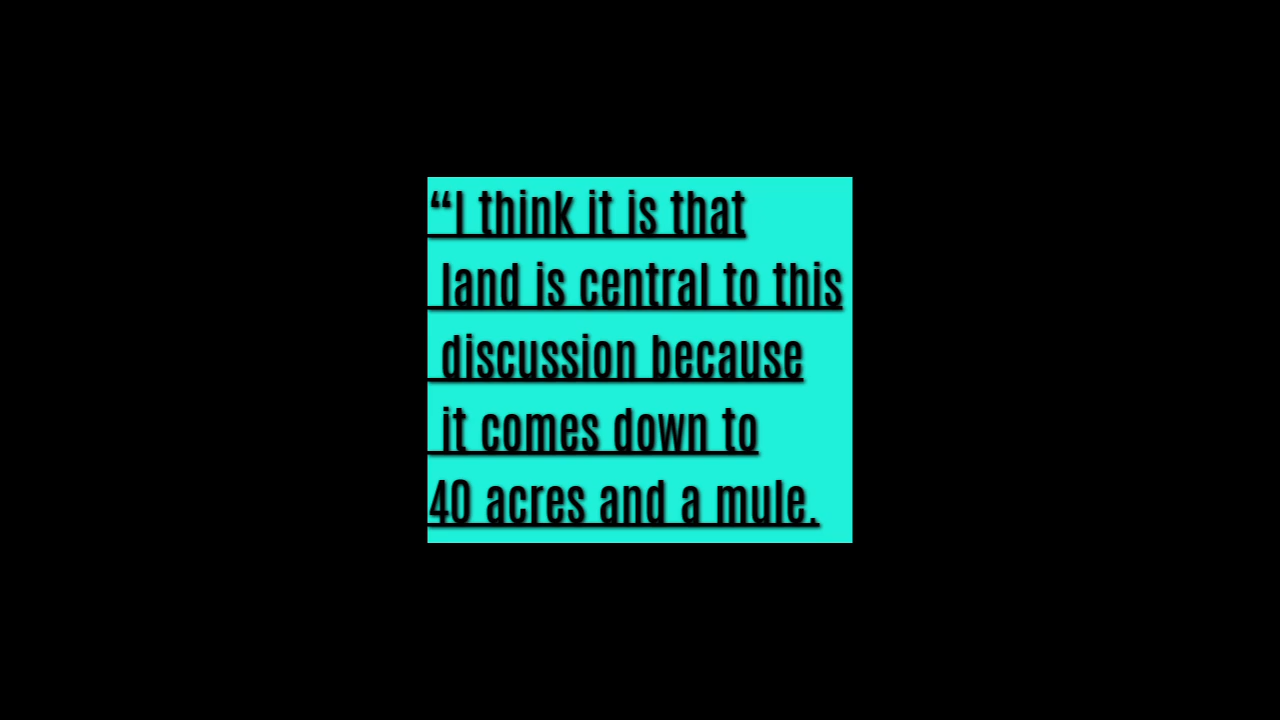 “I think it is that
land is central to this
discussion because
it comes down to
40 acres and a mule.